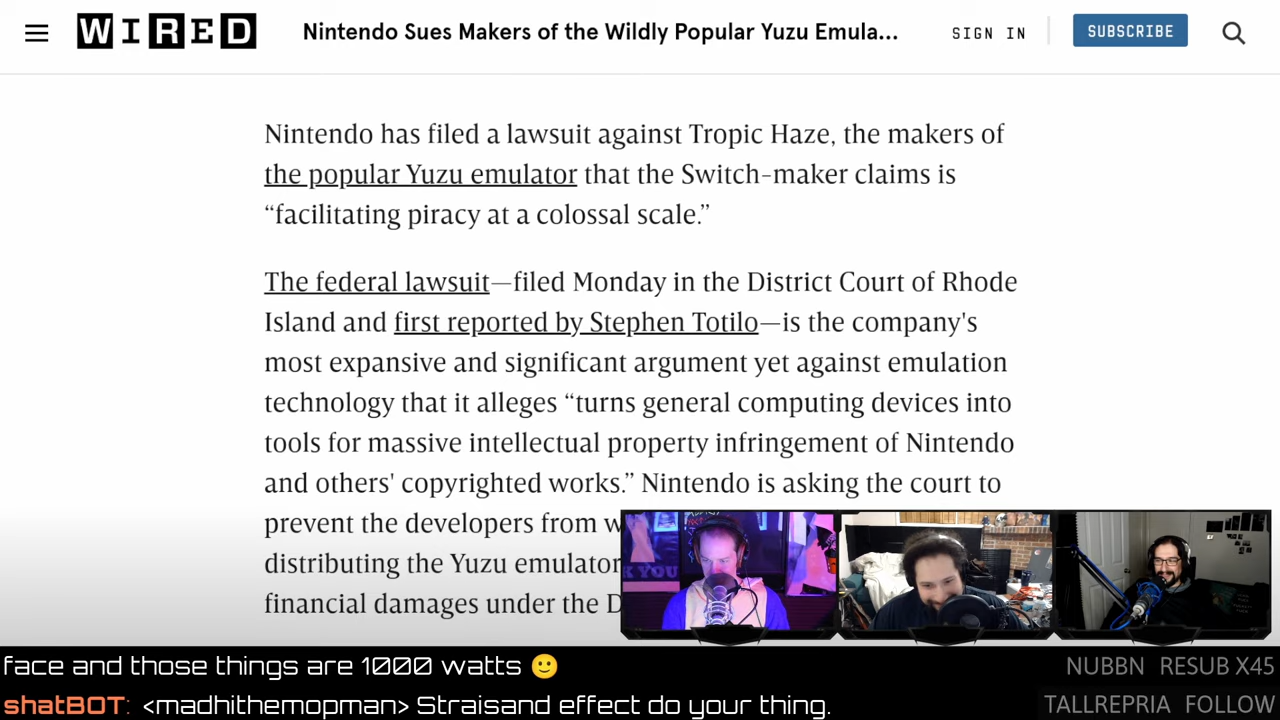 WIRED
Nintendo Sues Makers of the Wildly Popular Yuzu Emula...
SIGN IN
SUBSCRIBE
Nintendo has filed a lawsuit against Tropic Haze, the makers of
the popular Yuzu emulator that the Switch-maker claims is
“facilitating piracy at a colossal scale.”
The federal lawsuit—filed Monday in the District Court of Rhode
Island and first reported by Stephen Totilo—is the company's
most expansive and significant argument yet against emulation
technology that it alleges “turns general computing devices into
tools for massive intellectual property infringement of Nintendo
and others' copyrighted works.” Nintendo is asking the court to
prevent the developers from w
distributing the Yuzu emulator
financial damages under the D
face and those things are 1000 watts 🙂
NUBBN RESUB X45
shatBOT: <madhithemopman> Straisand effect do your thing.
TALLREPRIA FOLLOW